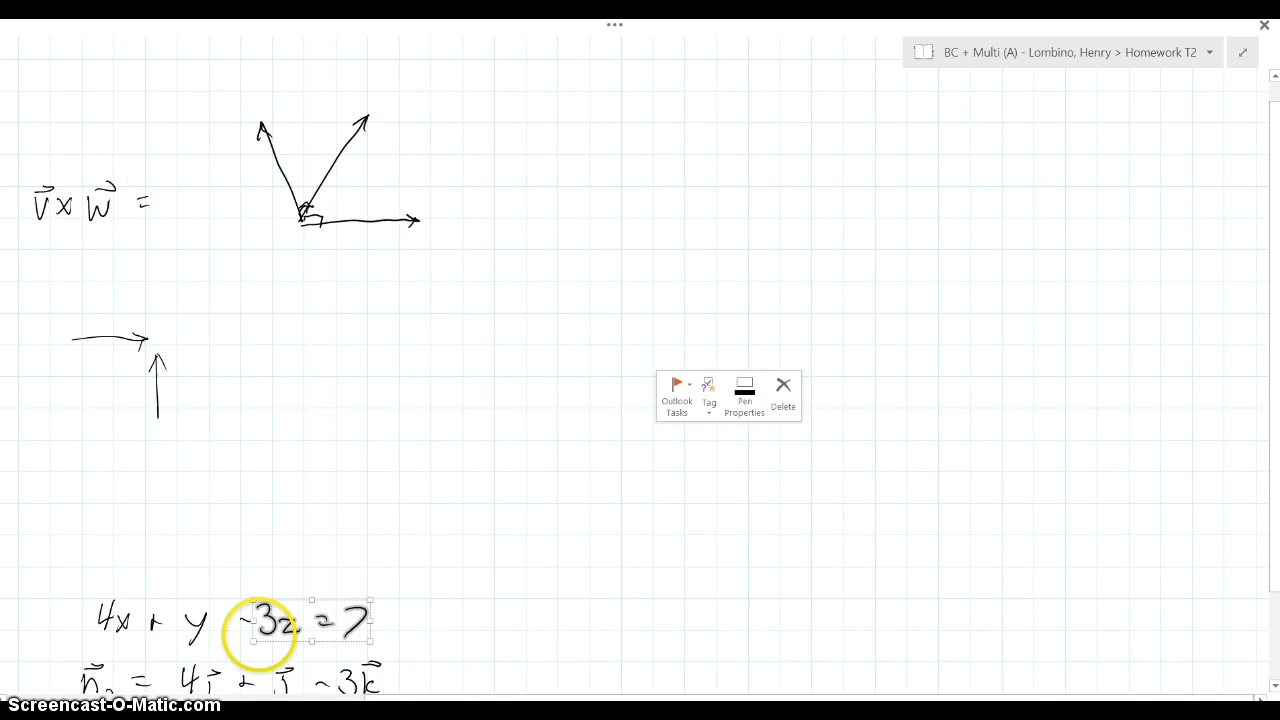 BC + Multi (A) - Lombino, Henry > Homework T2
v⃗ × w⃗ =
Outlook Tasks
Tag
Pen Properties
Delete
4x + y -3z = 7
n⃗ = 4i⃗ + j⃗ -3k⃗
Screencast-O-Matic.com